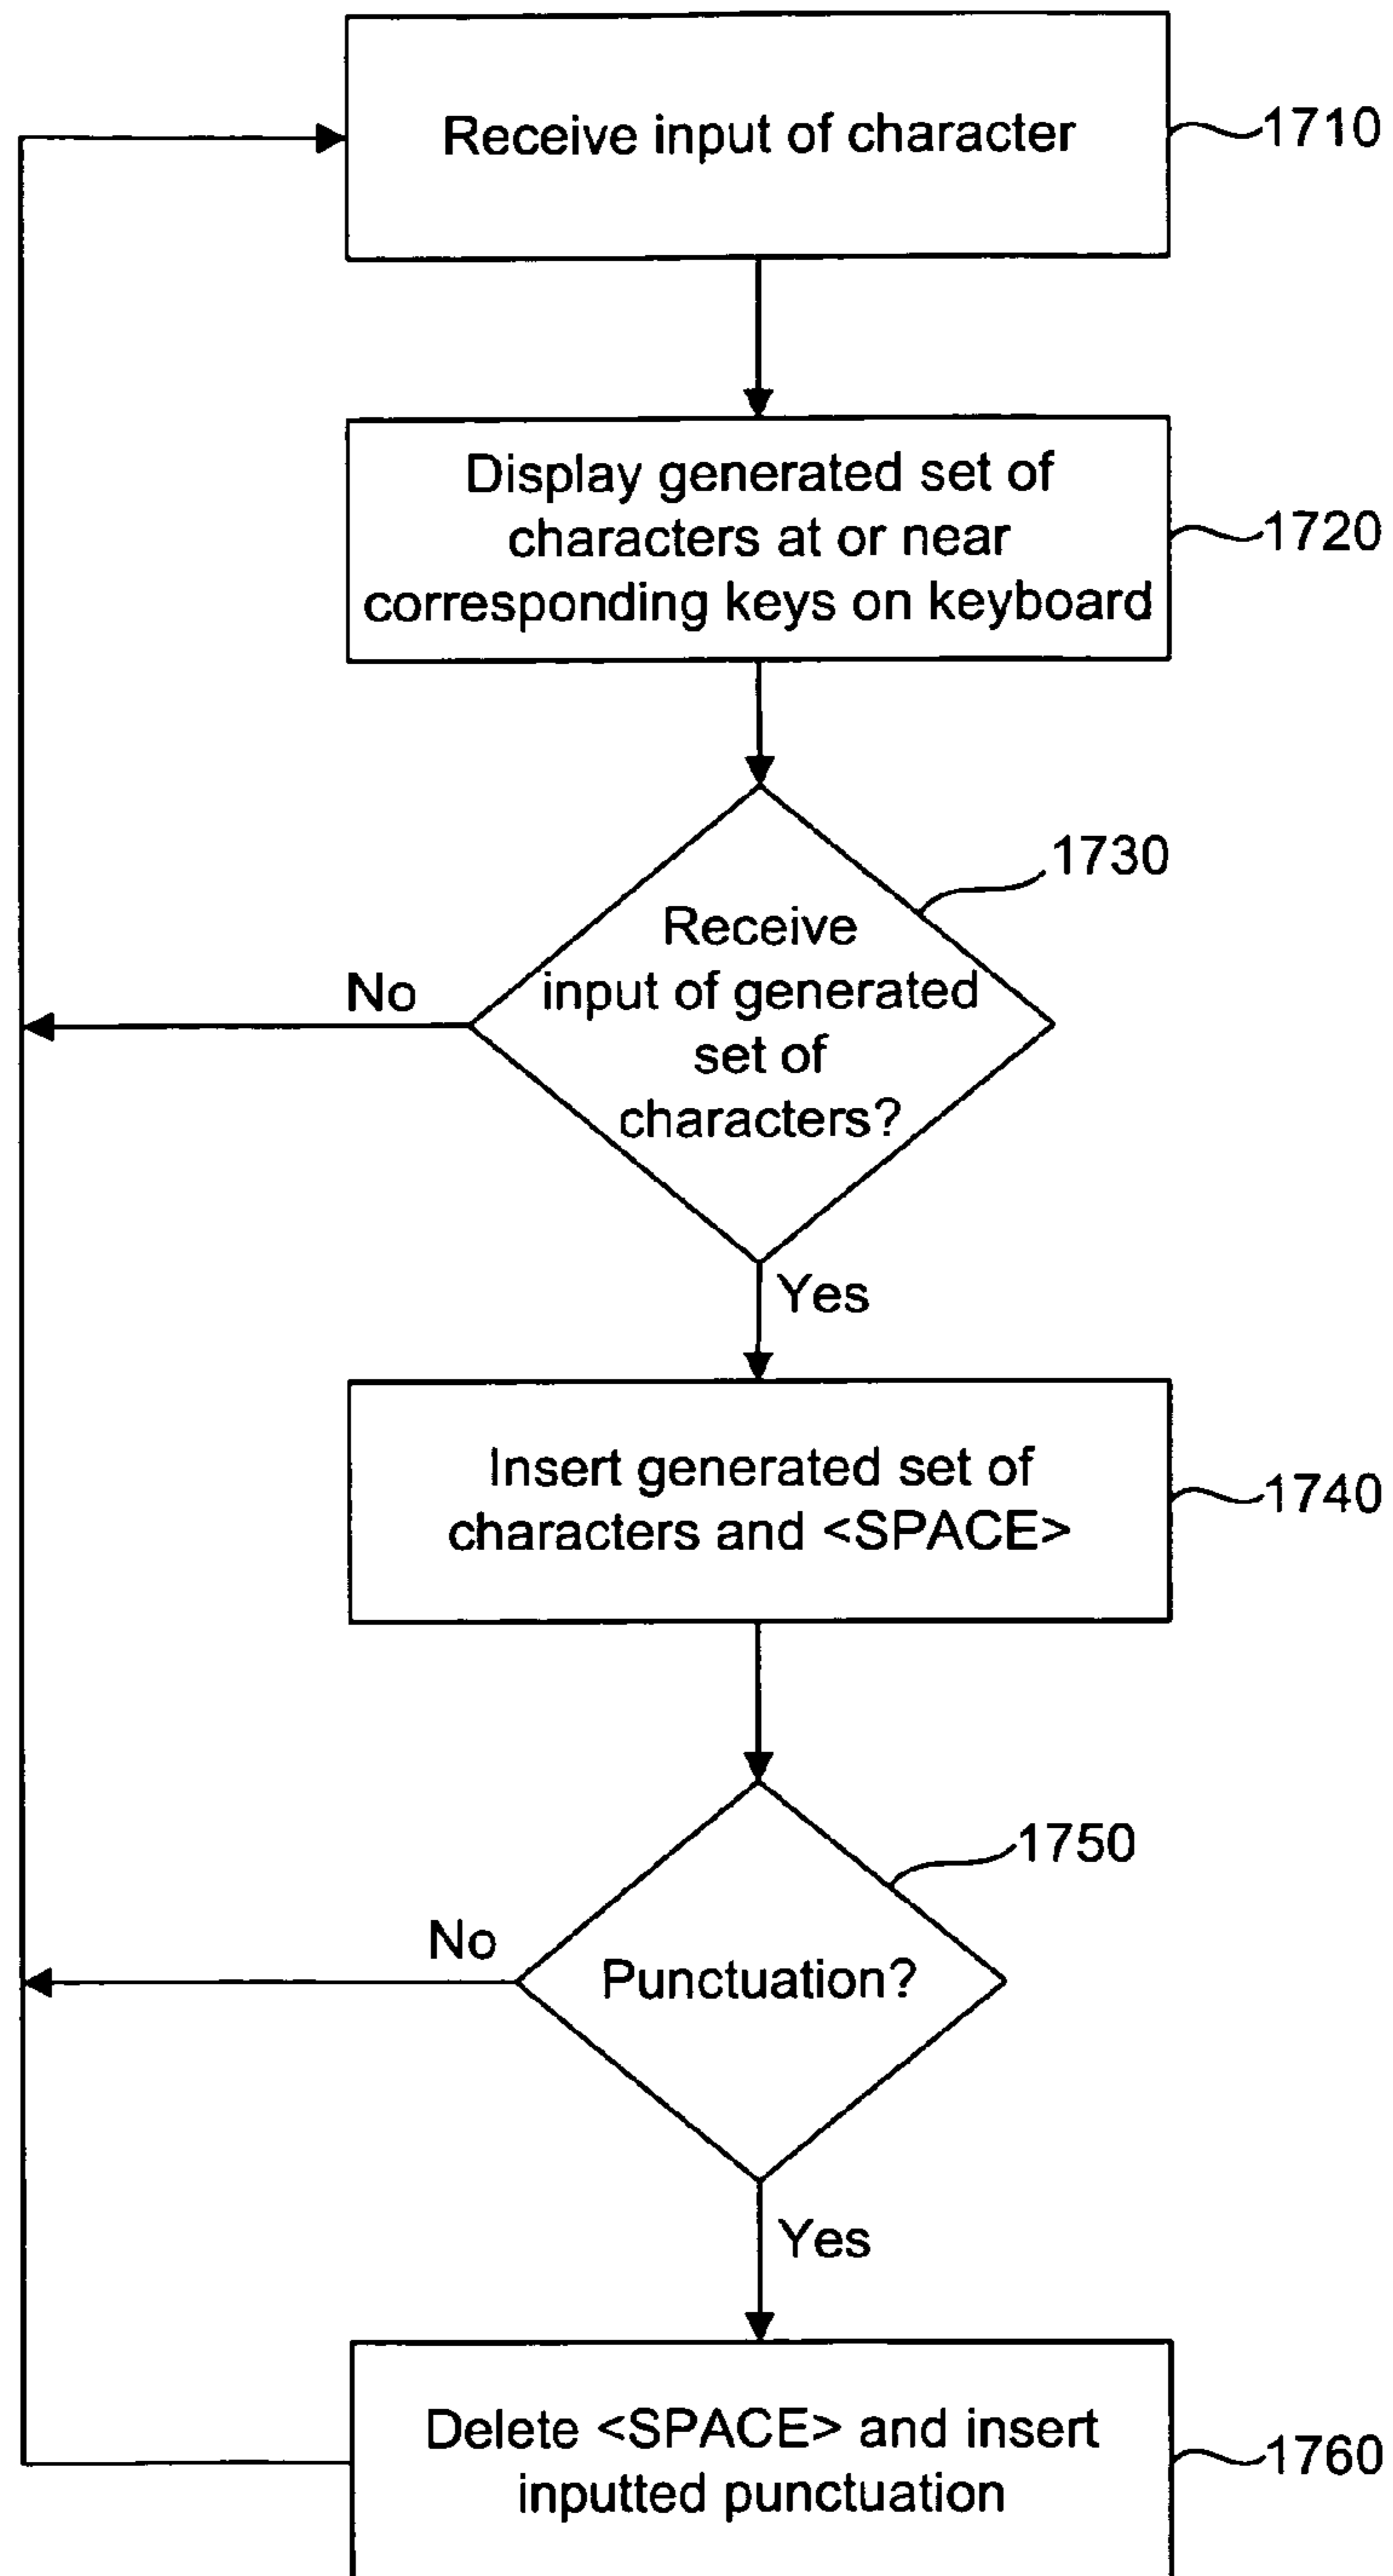 Receive input of character
1710
Display generated set of
characters at or near
corresponding keys on keyboard
1720
1730
Receive
input of generated
set of
characters?
No
Yes
Insert generated set of
characters and <SPACE>
1740
1750
No
Punctuation?
Yes
Delete <SPACE> and insert
inputted punctuation
1760